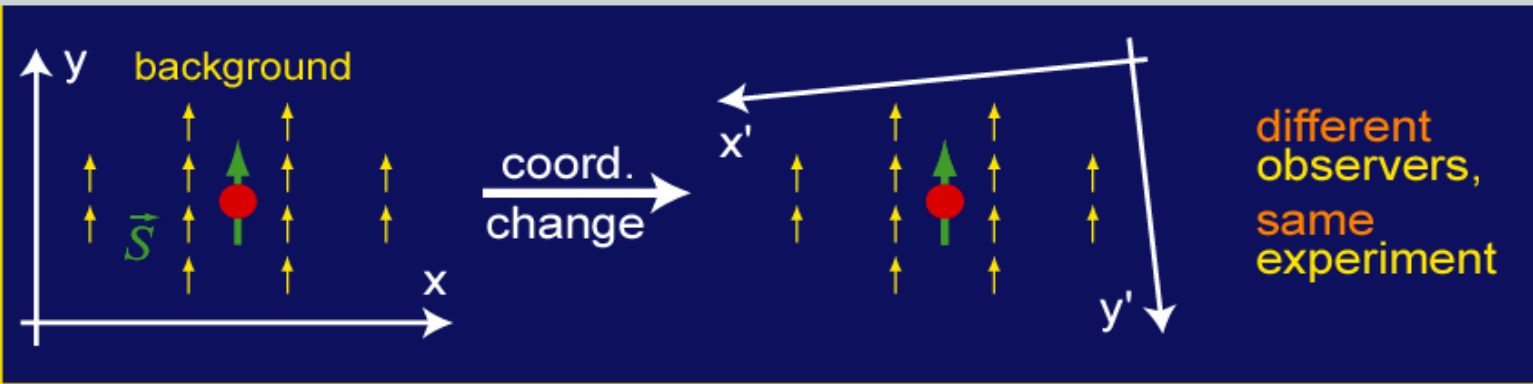 y
background
S⃗
x
coord.
change
x'
y'
different
observers,
same
experiment